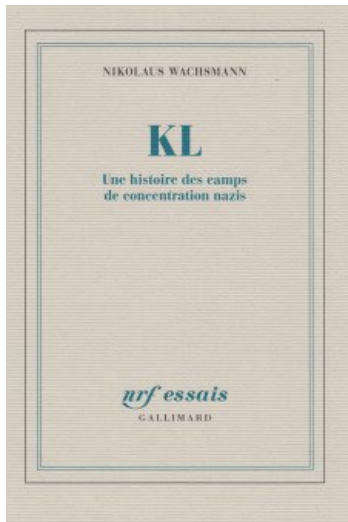 NIKOLAUS WACHSMANN
KL
Une histoire des camps
de concentration nazis
nrf essais
GALLIMARD